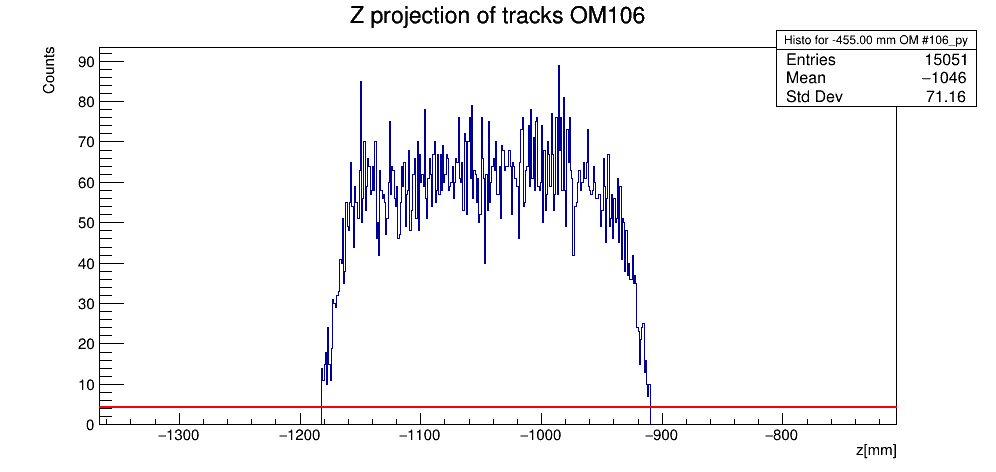 Z projection of tracks OM106
Histo for -455.00 mm OM #106_py
Entries 15051
Mean −1046
Std Dev 71.16
Counts
90
80
70
60
50
40
30
20
10
0
−1300 −1200 −1100 −1000 −900 −800
z[mm]